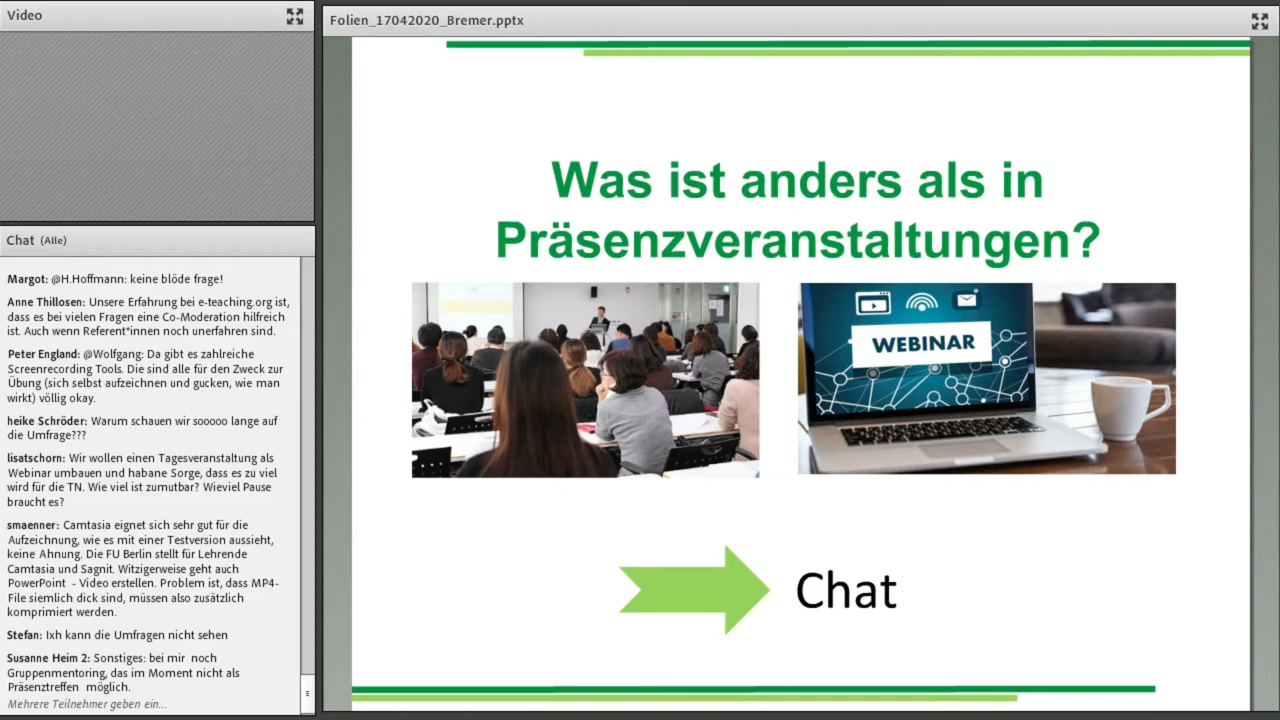 Video
Folien_17042020_Bremer.pptx
Chat (Alle)
Margot: @H.Hoffmann: keine blöde frage!
Anne Thillosen: Unsere Erfahrung bei e-teaching.org ist,
dass es bei vielen Fragen eine Co-Moderation hilfreich
ist. Auch wenn Referent*innen noch unerfahren sind.
Peter England: @Wolfgang: Da gibt es zahlreiche
Screenrecording Tools. Die sind alle für den Zweck zur
Übung (sich selbst aufzeichnen und gucken, wie man
wirkt) völlig okay.
heike Schröder: Warum schauen wir sooooo lange auf
die Umfrage???
lisatschorn: Wir wollen einen Tagesveranstaltung als
Webinar umbauen und habane Sorge, dass es zu viel
wird für die TN. Wie viel ist zumutbar? Wieviel Pause
braucht es?
smaenner: Camtasia eignet sich sehr gut für die
Aufzeichnung, wie es mit einer Testversion aussieht,
keine Ahnung. Die FU Berlin stellt für Lehrende
Camtasia und Sagnit. Witzigerweise geht auch
PowerPoint - Video erstellen. Problem ist, dass MP4-
File siemlich dick sind, müssen also zusätzlich
komprimiert werden.
Stefan: Ixh kann die Umfragen nicht sehen
Susanne Heim 2: Sonstiges: bei mir noch
Gruppenmentoring, das im Moment nicht als
Präsenztreffen möglich.
Mehrere Teilnehmer geben ein...
Was ist anders als in
Präsenzveranstaltungen?
WEBINAR
Chat